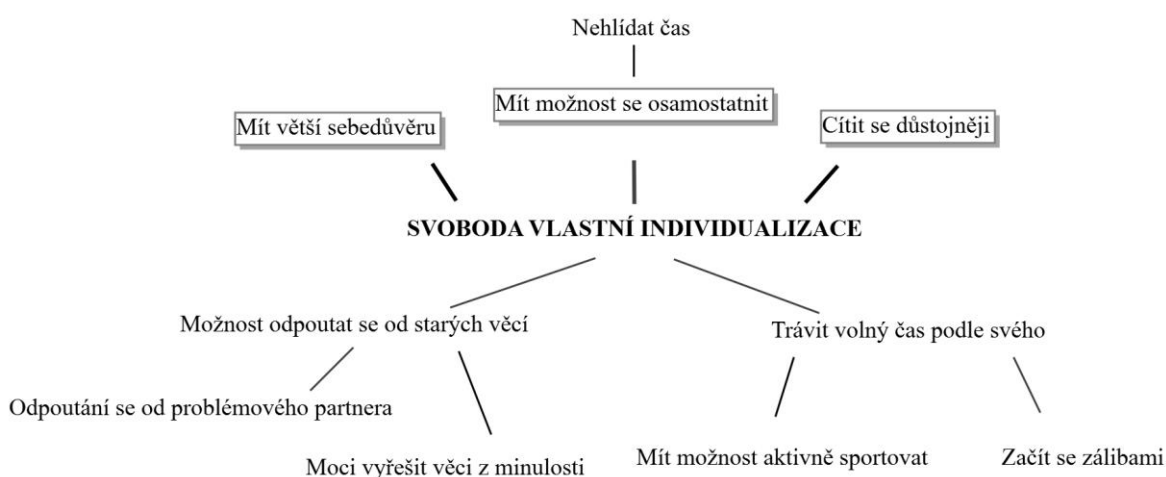 Nehlídat čas
Mít možnost se osamostatnit
Mít větší sebedůvěru
Cítit se důstojněji
SVOBODA VLASTNÍ INDIVIDUALIZACE
Možnost odpoutat se od starých věcí
Trávit volný čas podle svého
Odpoutání se od problémového partnera
Moci vyřešit věci z minulosti
Mít možnost aktivně sportovat
Začít se zálibami